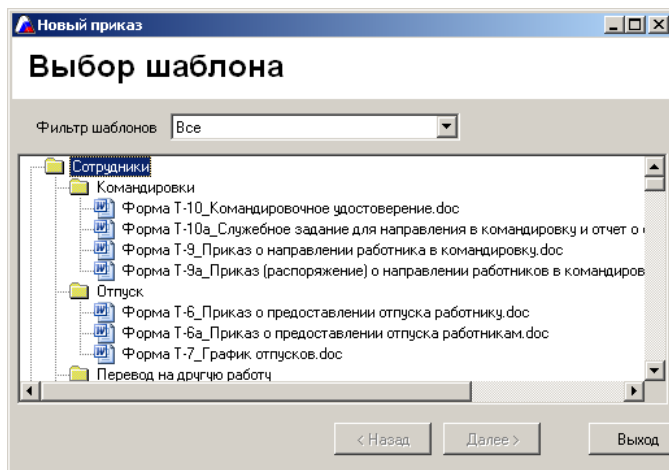 Новый приказ
Выбор шаблона
Фильтр шаблонов Все
Сотрудники
Командировки
Форма Т-10_Командировочное удостоверение.doc
Форма Т-10а_Служебное задание для направления в командировку и отчет о
Форма Т-9_Приказ о направлении работника в командировку.doc
Форма Т-9а_Приказ (распоряжение) о направлении работников в командиров
Отпуск
Форма Т-6_Приказ о предоставлении отпуска работнику.doc
Форма Т-6а_Приказ о предоставлении отпуска работникам.doc
Форма Т-7_График отпусков.doc
Перевод на другую работу
< Назад Далее > Выход